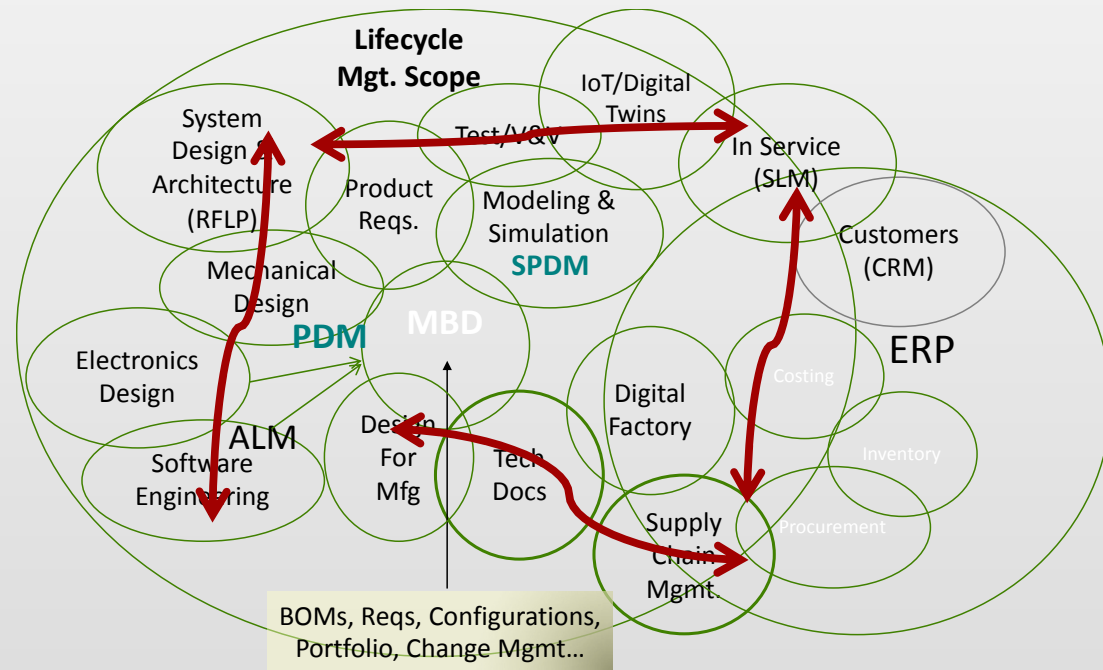 Lifecycle
Mgt. Scope
IoT/Digital
Twins
System
Design &
Architecture
(RFLP)
Test/V&V
In Service
(SLM)
Product
Reqs.
Modeling &
Simulation
SPDM
Customers
(CRM)
Mechanical
Design
PDM
MBD
ERP
Electronics
Design
Costing
Digital
Factory
ALM
Software
Engineering
Design
For
Mfg
Tech
Docs
Inventory
Supply
Chain
Mgmt.
Procurement
BOMs, Reqs, Configurations,
Portfolio, Change Mgmt...